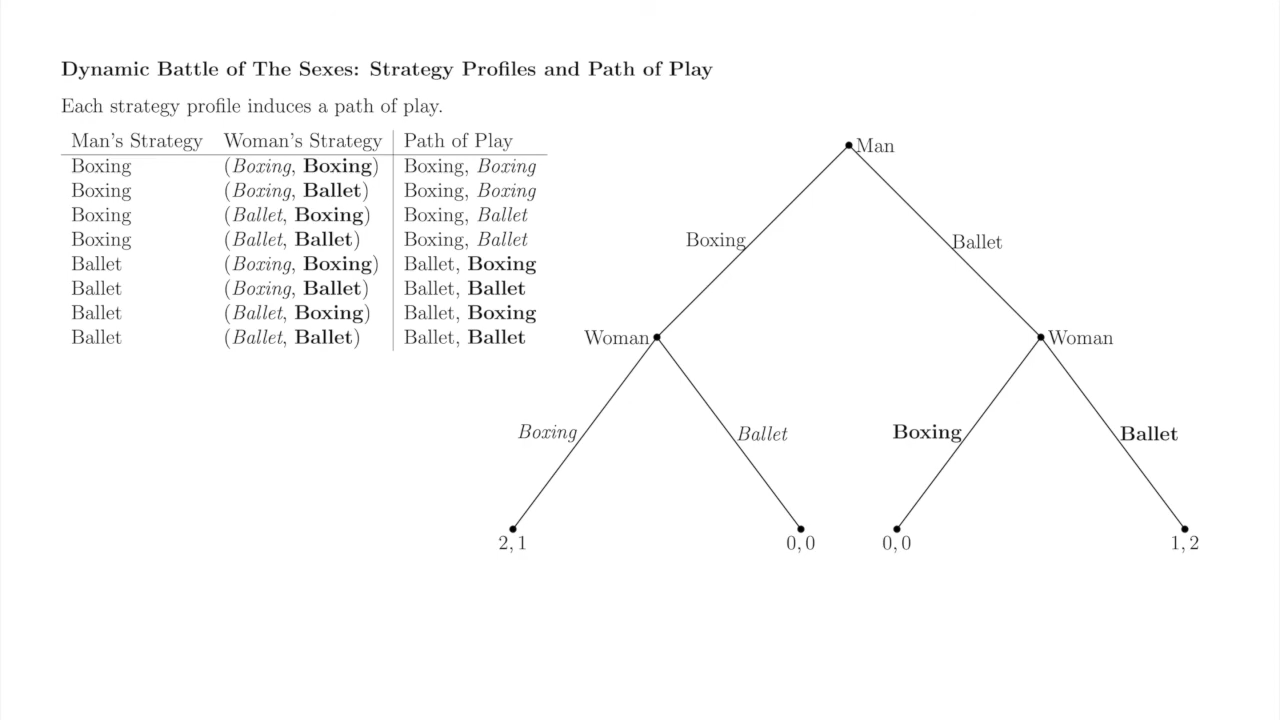 Dynamic Battle of The Sexes: Strategy Profiles and Path of Play
Each strategy profile induces a path of play.
Man's Strategy Woman's Strategy Path of Play
Boxing (Boxing, Boxing) Boxing, Boxing
Boxing (Boxing, Ballet) Boxing, Boxing
Boxing (Ballet, Boxing) Boxing, Ballet
Boxing (Ballet, Ballet) Boxing, Ballet
Ballet (Boxing, Boxing) Ballet, Boxing
Ballet (Boxing, Ballet) Ballet, Ballet
Ballet (Ballet, Boxing) Ballet, Boxing
Ballet (Ballet, Ballet) Ballet, Ballet
Man
Boxing Ballet
Woman Woman
Boxing Ballet Boxing Ballet
2, 1 0, 0 0, 0 1, 2